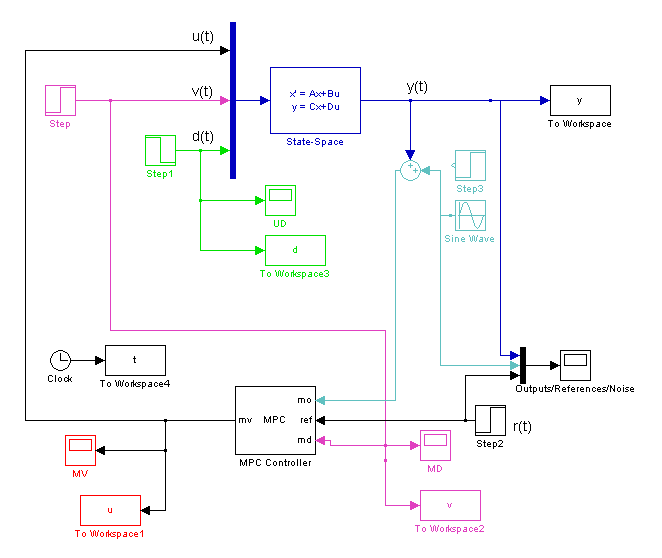 u(t)
v(t)
d(t)
Step
Step1
x' = Ax+Bu
y = Cx+Du
State-Space
y(t)
y
To Workspace
+
+
Step3
Sine Wave
UD
d
To Workspace3
Clock
t
To Workspace4
Outputs/References/Noise
mv
MPC
mo
ref
md
MPC Controller
Step2
r(t)
MV
MD
u
To Workspace1
v
To Workspace2